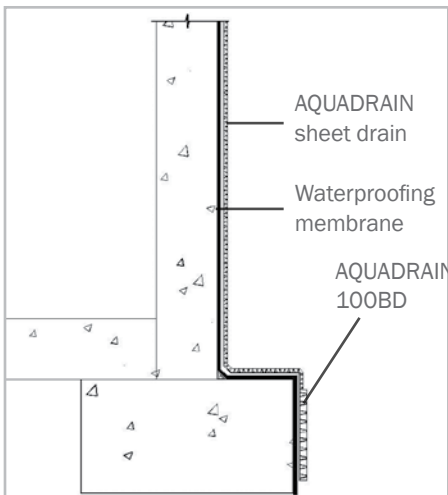 AQUADRAIN
sheet drain
Waterproofing
membrane
AQUADRAIN
100BD